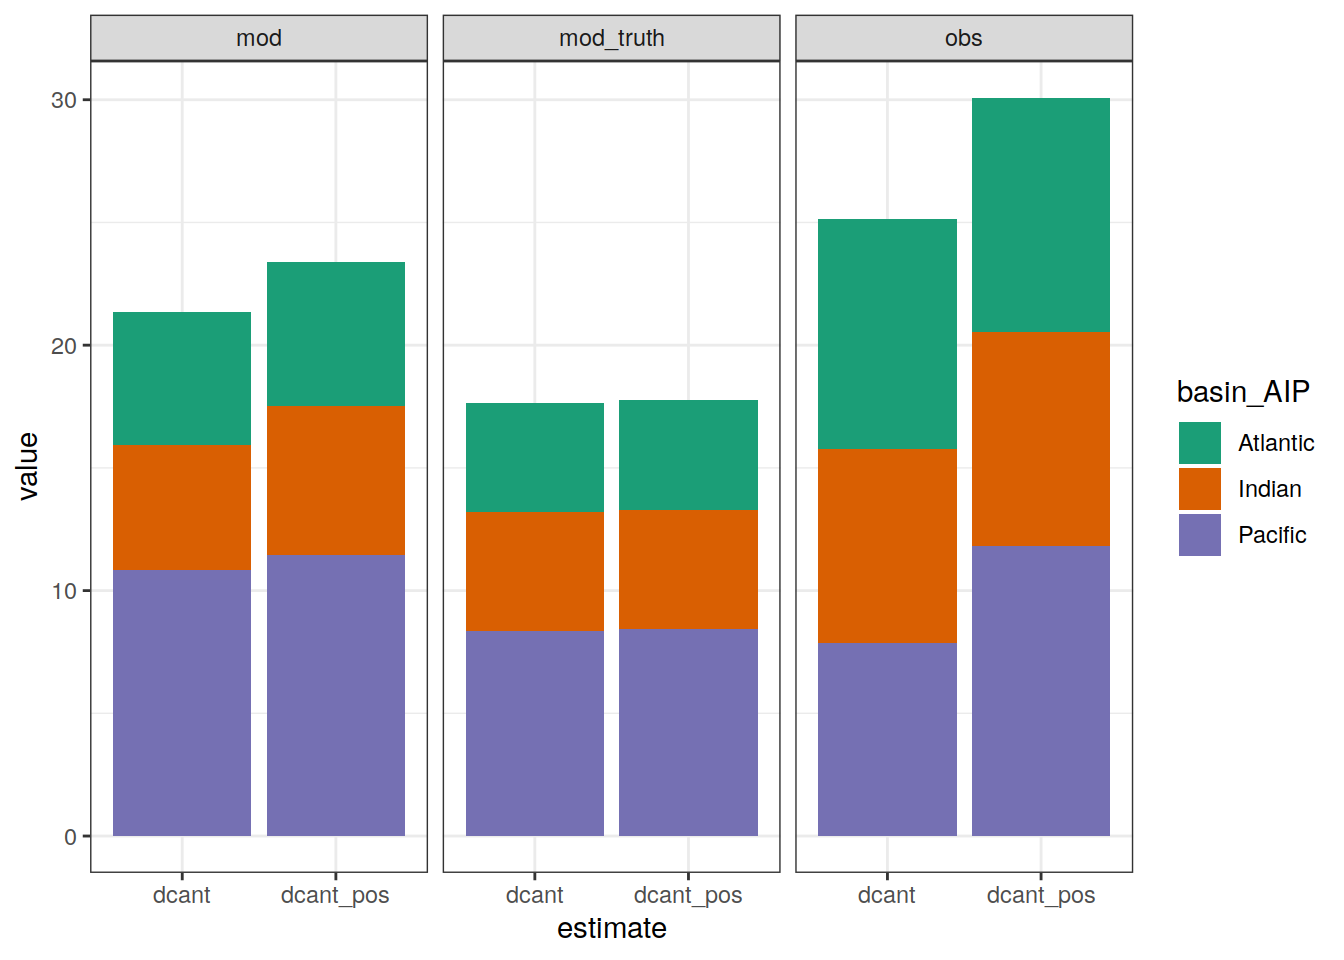 mod
mod_truth
obs
30
20
10
0
value
dcant
dcant_pos
dcant
dcant_pos
dcant
dcant_pos
estimate
basin_AIP
Atlantic
Indian
Pacific